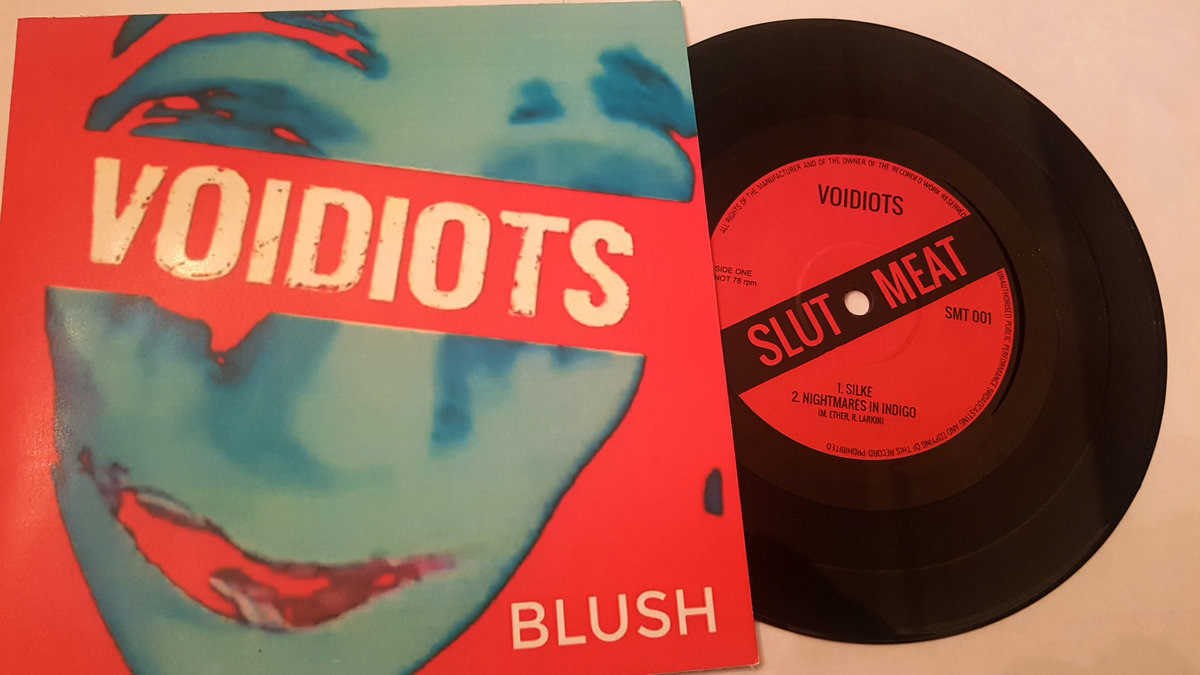 VOIDIOTS
BLUSH
ALL RIGHTS OF THE MANUFACTURER AND OF THE OWNER OF THE RECORDED WORK RESERVED
VOIDIOTS
SIDE ONE
NOT 78 rpm
SLUT MEAT
SMT 001
1. SILKE
2. NIGHTMARES IN INDIGO
(M. ETHER, R. LARKIN)
UNAUTHORISED PUBLIC PERFORMANCE BROADCASTING AND COPYING OF THIS RECORD PROHIBITED